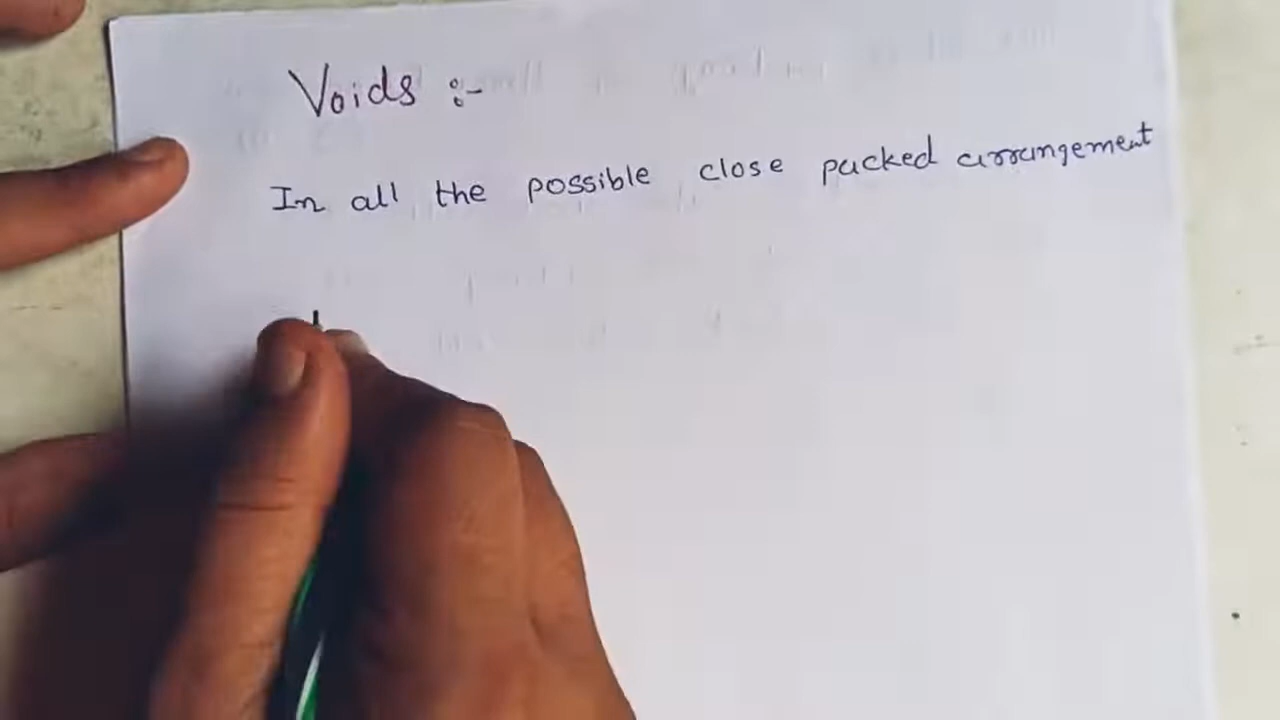 Voids :-
In all the possible close packed arrangement